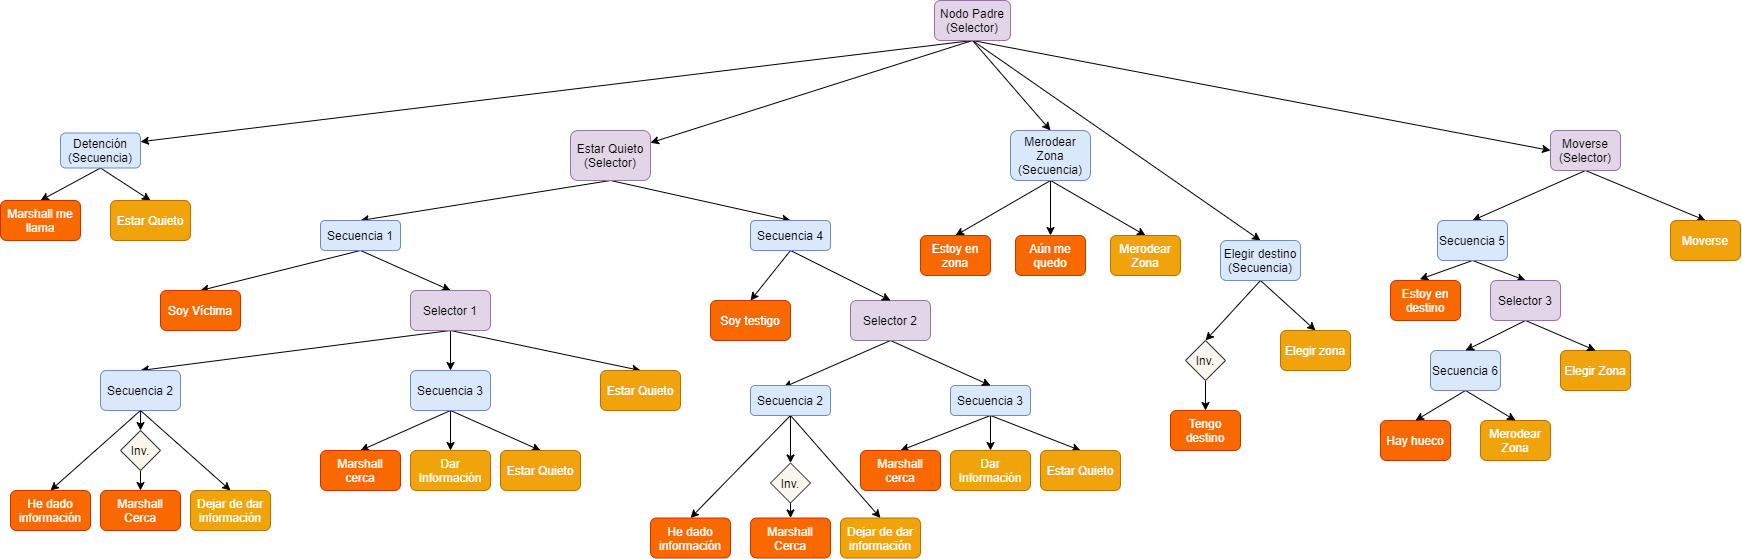 Nodo Padre
(Selector)
Detención
(Secuencia)
Estar Quieto
(Selector)
Merodear
Zona
(Secuencia)
Moverse
(Selector)
Marshall me
llama
Estar Quieto
Secuencia 1
Secuencia 4
Estoy en
zona
Aún me
quedo
Merodear
Zona
Elegir destino
(Secuencia)
Secuencia 5
Moverse
Soy Víctima
Selector 1
Soy testigo
Selector 2
Estoy en
destino
Selector 3
Inv.
Elegir zona
Secuencia 2
Secuencia 3
Estar Quieto
Secuencia 2
Secuencia 3
Secuencia 6
Elegir Zona
Tengo
destino
Hay hueco
Merodear
Zona
Inv.
Marshall
cerca
Dar
Información
Estar Quieto
Inv.
Marshall
cerca
Dar
Información
Estar Quieto
He dado
información
Marshall
Cerca
Dejar de dar
información
He dado
información
Marshall
Cerca
Dejar de dar
información